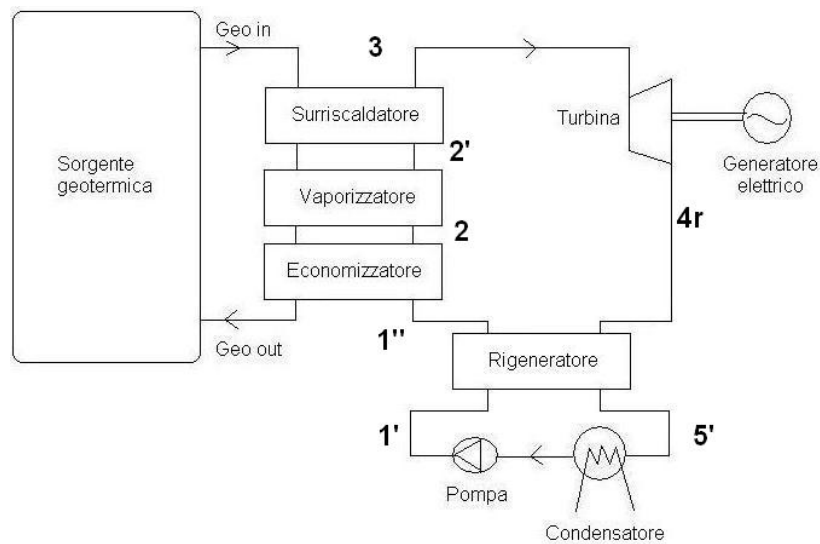 Geo in
3
Surriscaldatore
Turbina
2'
Sorgente
geotermica
Generatore
elettrico
Vaporizzatore
2
4r
Economizzatore
1''
Geo out
Rigeneratore
1'
5'
Pompa
Condensatore